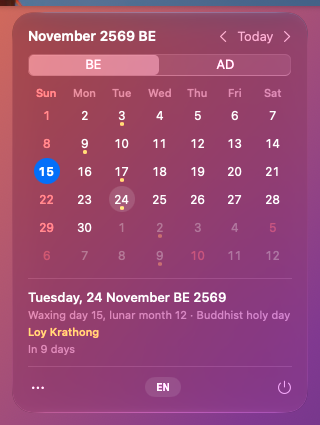 November 2569 BE Today
BE AD
Sun Mon Tue Wed Thu Fri Sat
1 2 3 4 5 6 7
8 9 10 11 12 13 14
15 16 17 18 19 20 21
22 23 24 25 26 27 28
29 30 1 2 3 4 5
6 7 8 9 10 11 12
Tuesday, 24 November BE 2569
Waxing day 15, lunar month 12 · Buddhist holy day
Loy Krathong
In 9 days
EN